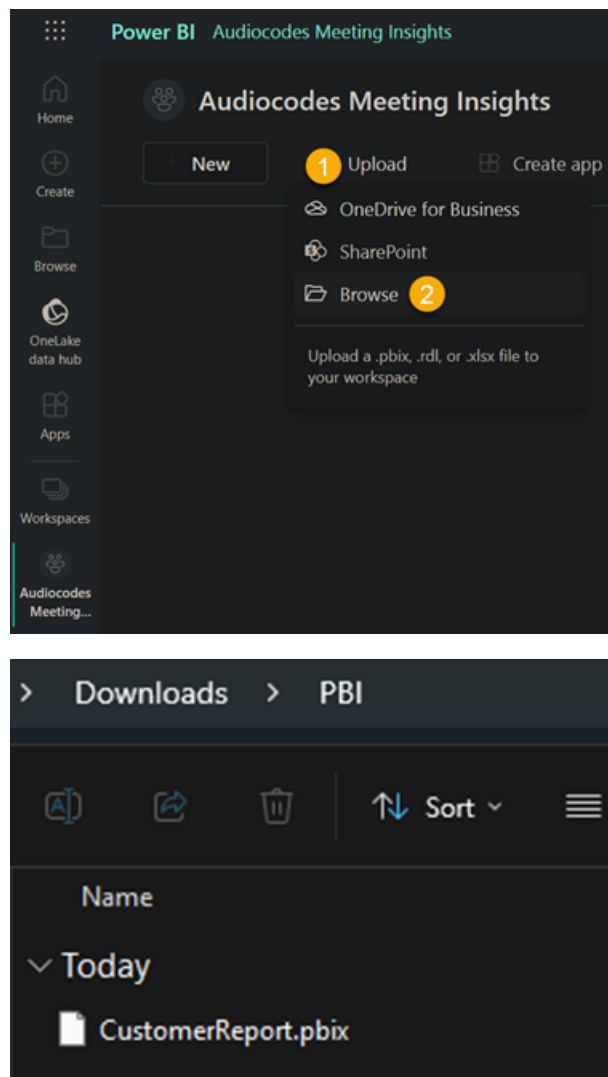 Power BI Audiocodes Meeting Insights
Home
Create
Browse
OneLake
data hub
Apps
Workspaces
Audiocodes
Meeting...
Audiocodes Meeting Insights
New 1 Upload Create app
OneDrive for Business
SharePoint
Browse 2
Upload a .pbix, .rdl, or .xlsx file to
your workspace
> Downloads > PBI
Sort
Name
Today
CustomerReport.pbix